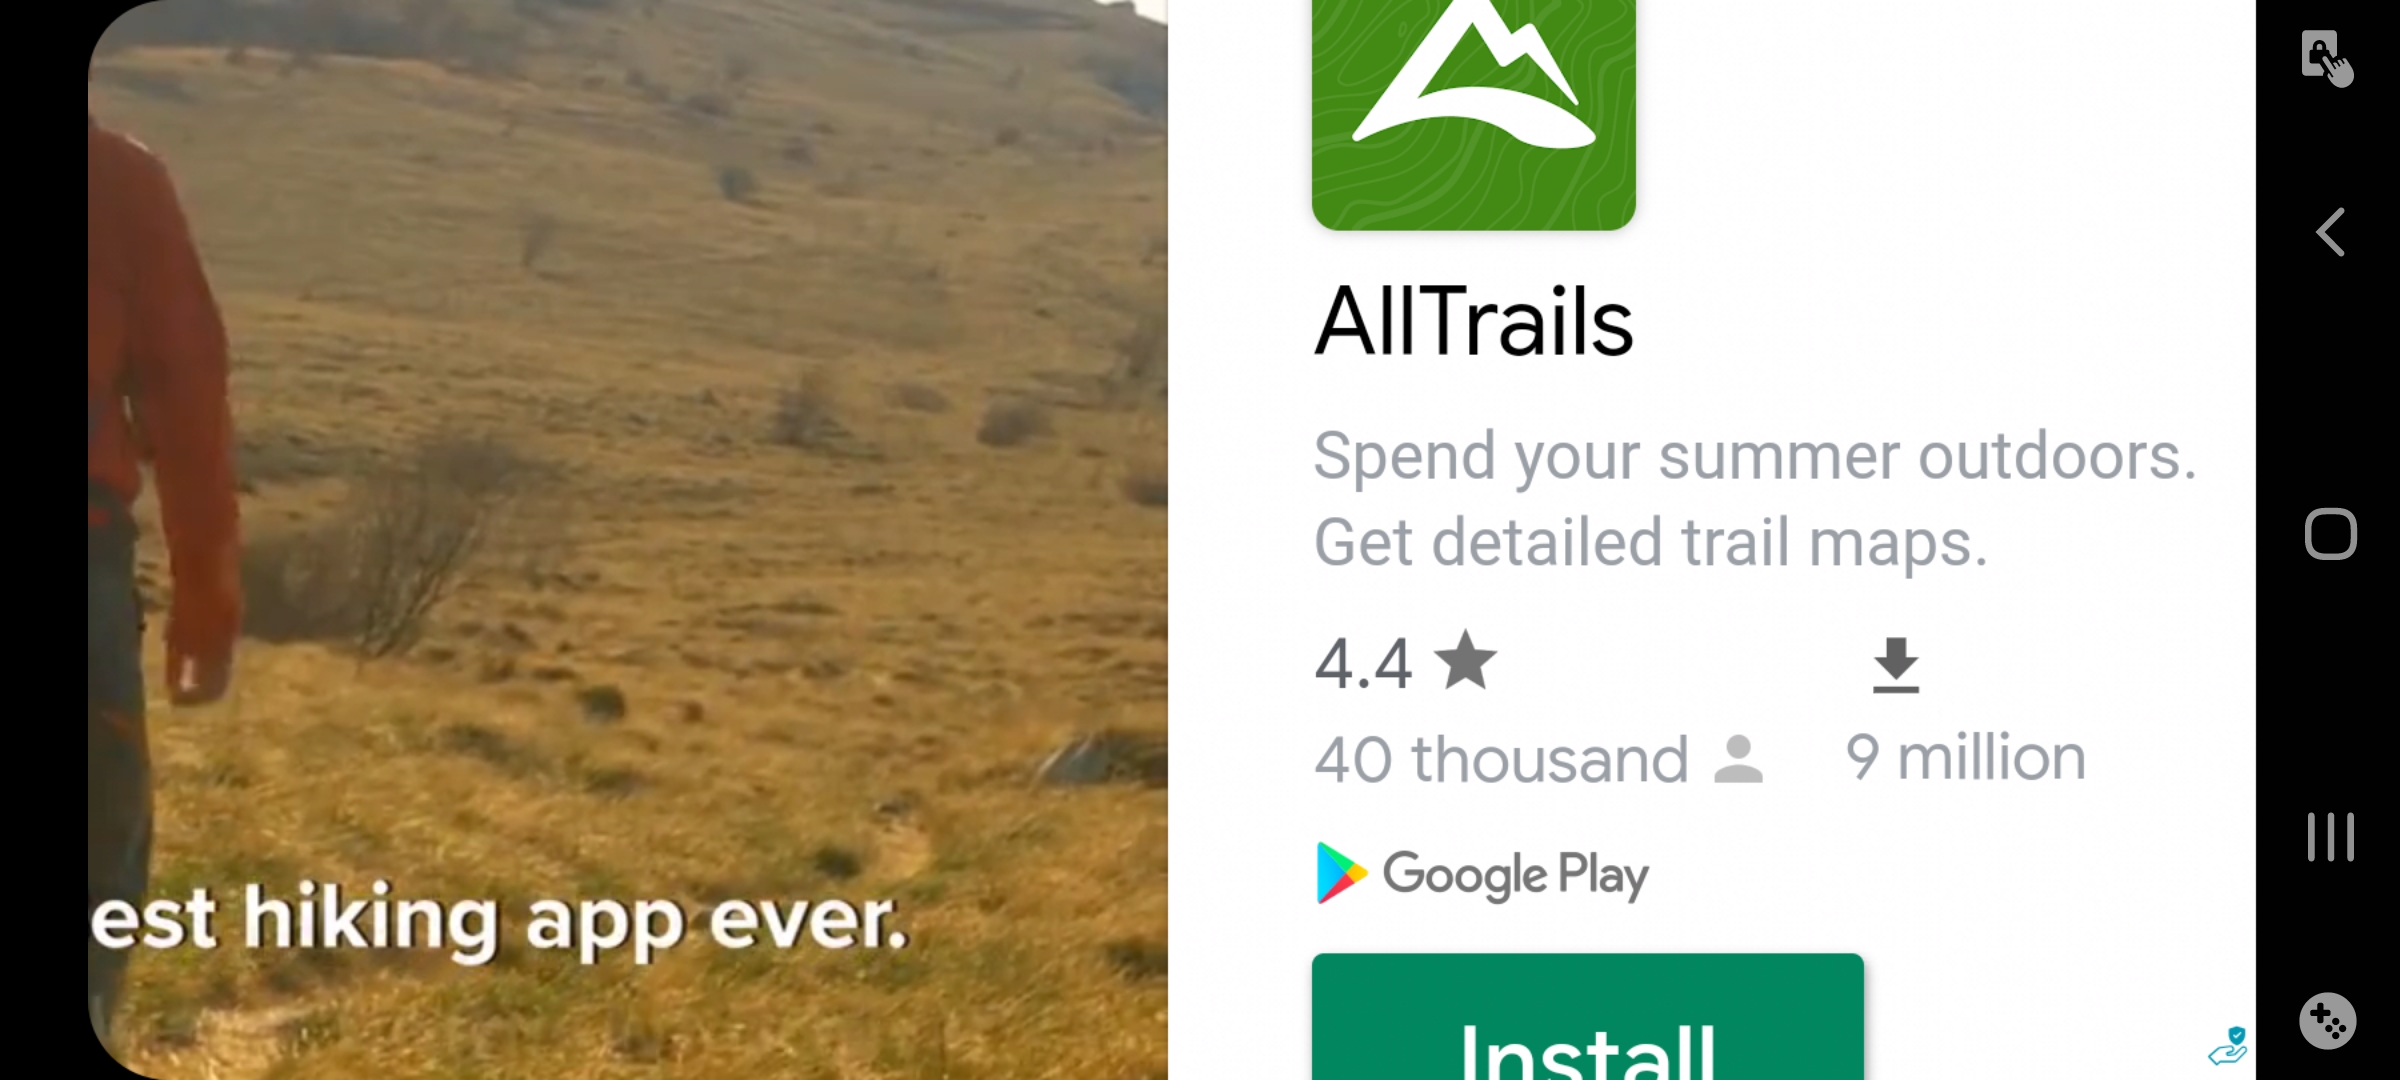 est hiking app ever.
AllTrails
Spend your summer outdoors.
Get detailed trail maps.
4.4
40 thousand
9 million
Google Play
Install